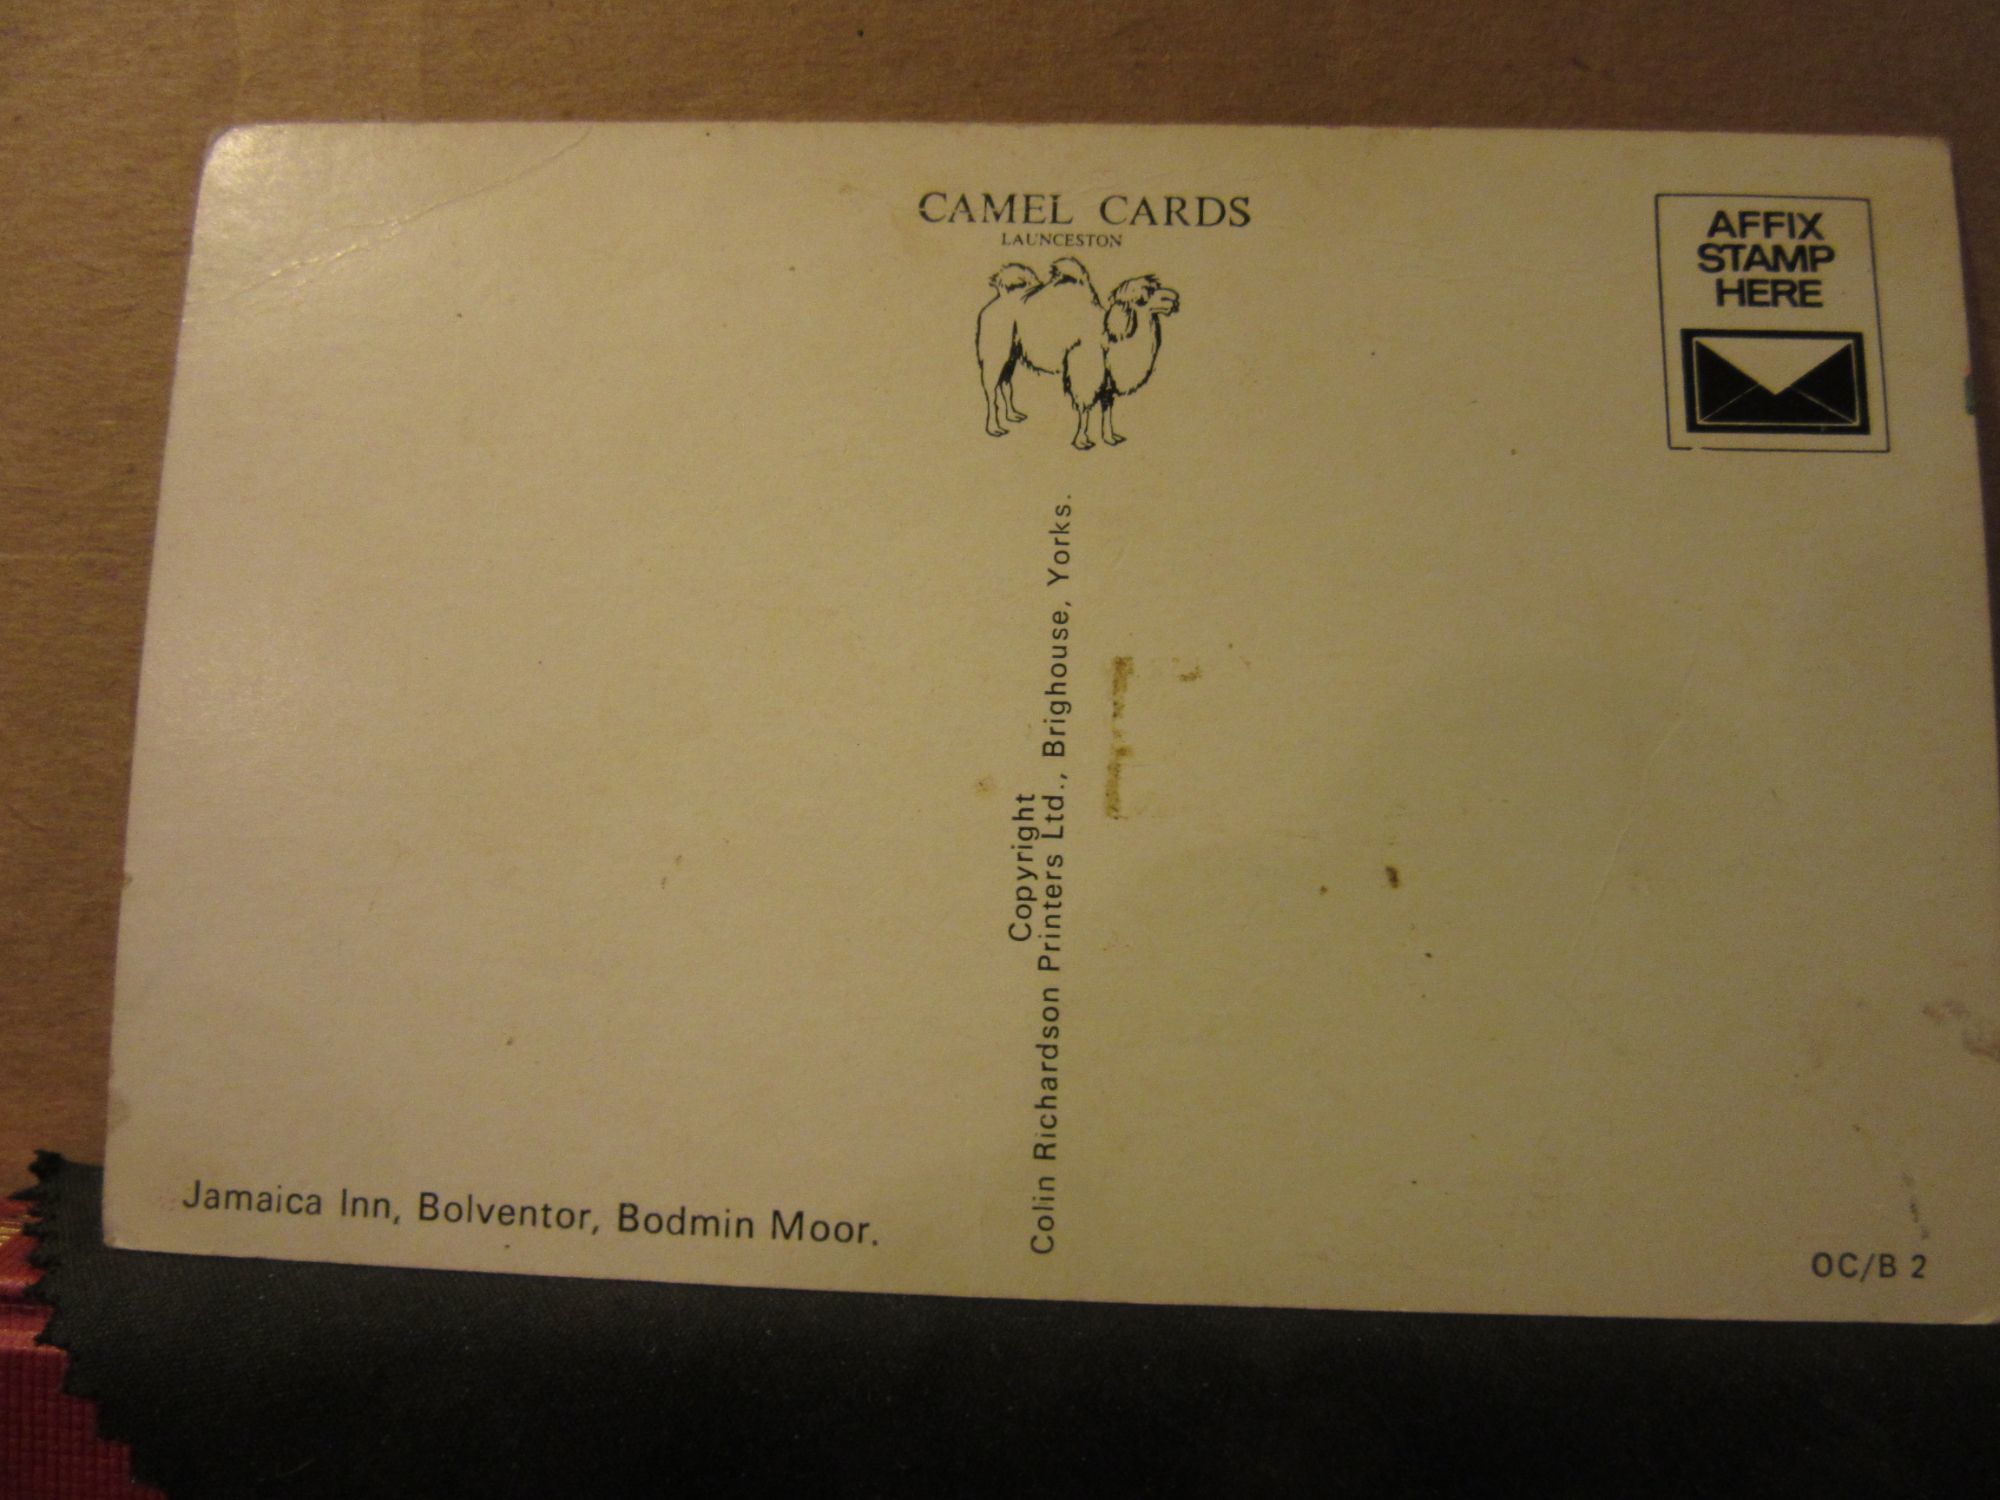 CAMEL CARDS
LAUNCESTON
AFFIX
STAMP
HERE
Copyright
Colin Richardson Printers Ltd., Brighouse, Yorks.
Jamaica Inn, Bolventor, Bodmin Moor.
OC/B 2